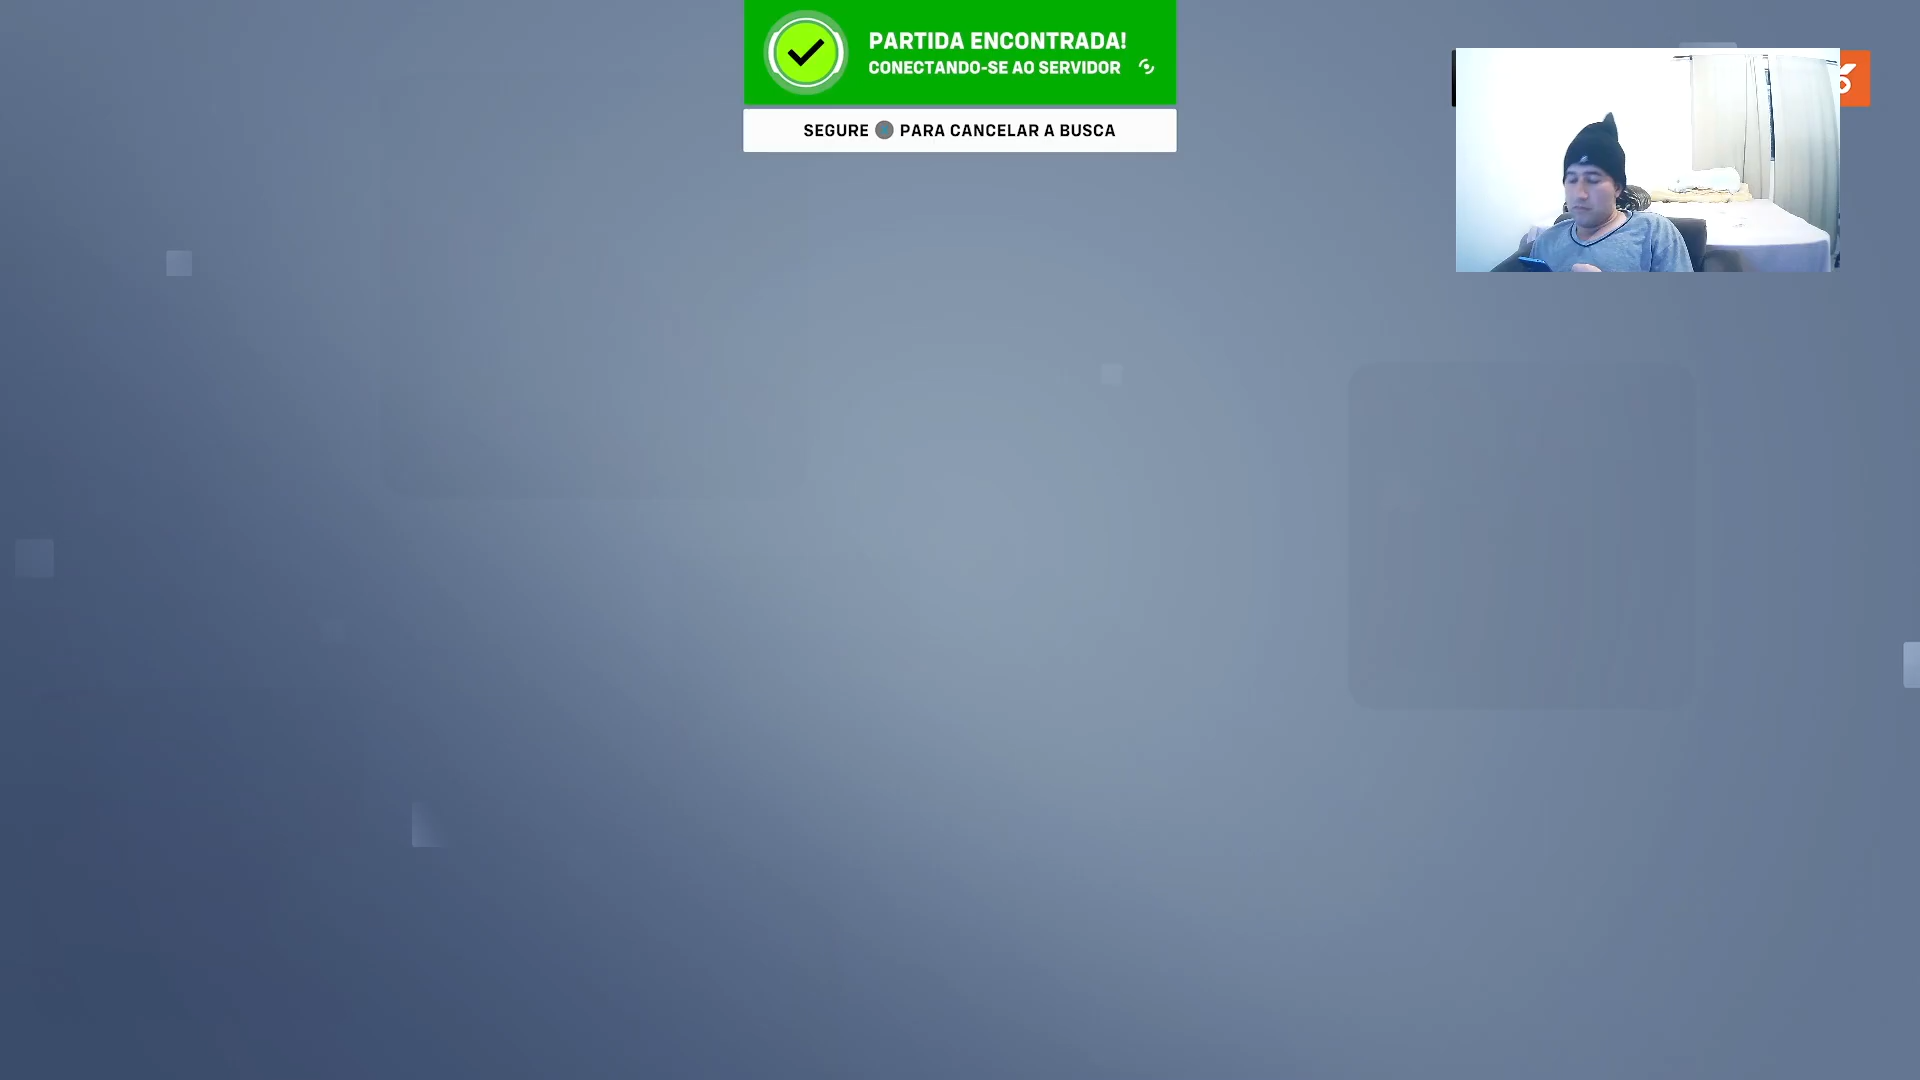 PARTIDA ENCONTRADA!
CONECTANDO-SE AO SERVIDOR
SEGURE PARA CANCELAR A BUSCA